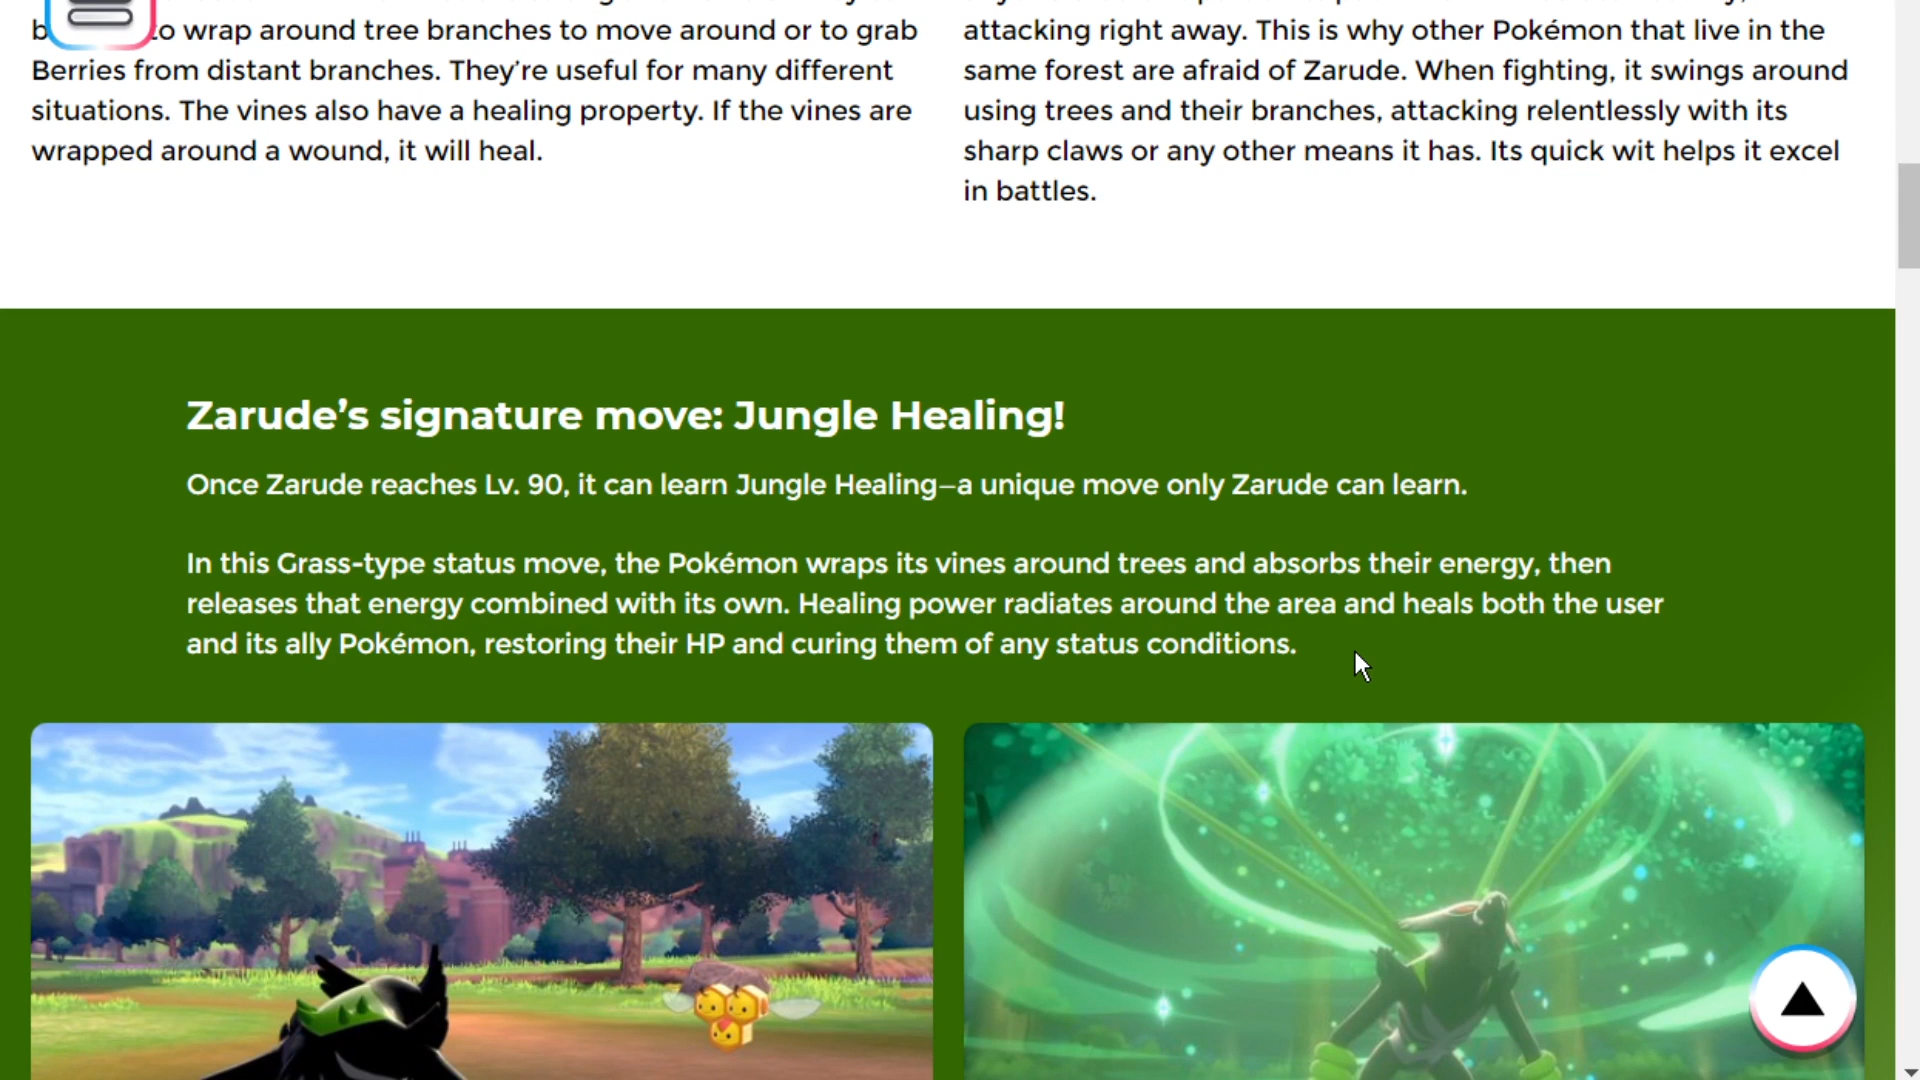 to wrap around tree branches to move around or to grab
Berries from distant branches. They’re useful for many different
situations. The vines also have a healing property. If the vines are
wrapped around a wound, it will heal.
attacking right away. This is why other Pokémon that live in the
same forest are afraid of Zarude. When fighting, it swings around
using trees and their branches, attacking relentlessly with its
sharp claws or any other means it has. Its quick wit helps it excel
in battles.
Zarude’s signature move: Jungle Healing!
Once Zarude reaches Lv. 90, it can learn Jungle Healing—a unique move only Zarude can learn.
In this Grass-type status move, the Pokémon wraps its vines around trees and absorbs their energy, then
releases that energy combined with its own. Healing power radiates around the area and heals both the user
and its ally Pokémon, restoring their HP and curing them of any status conditions.